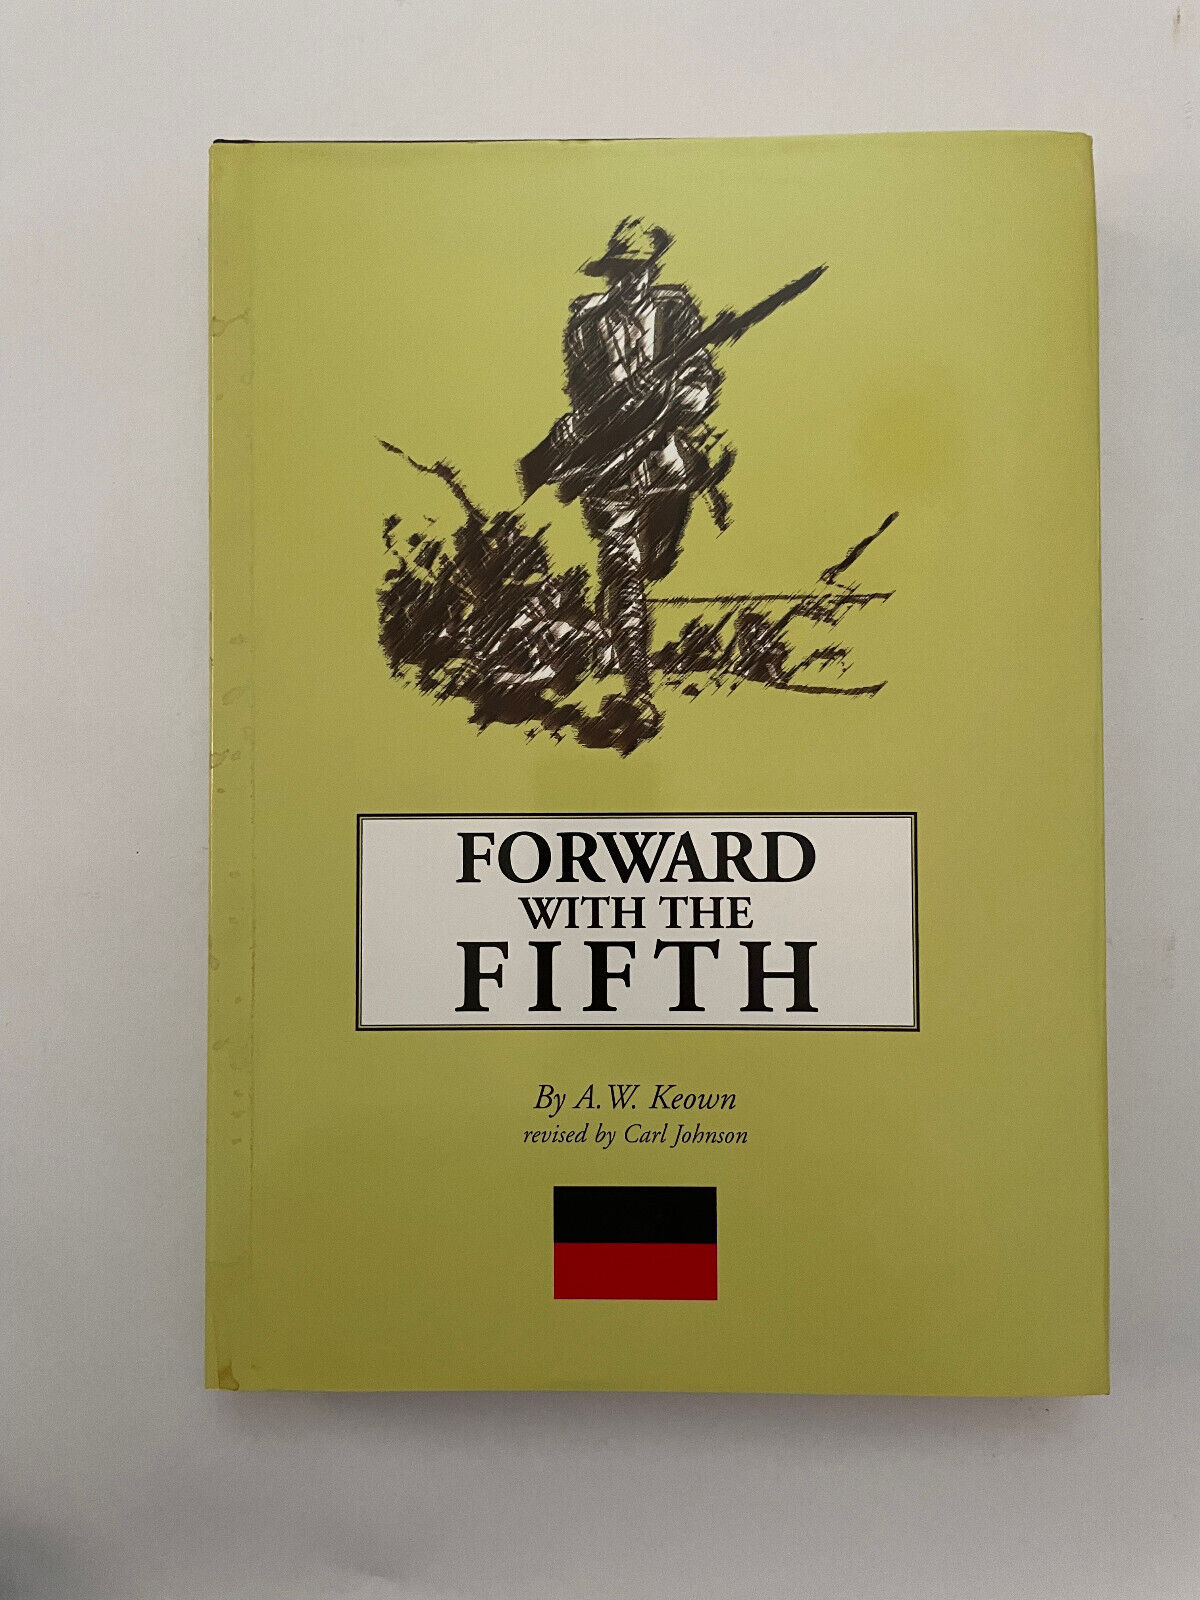 FORWARD
WITH THE
FIFTH
By A.W. Keown
revised by Carl Johnson